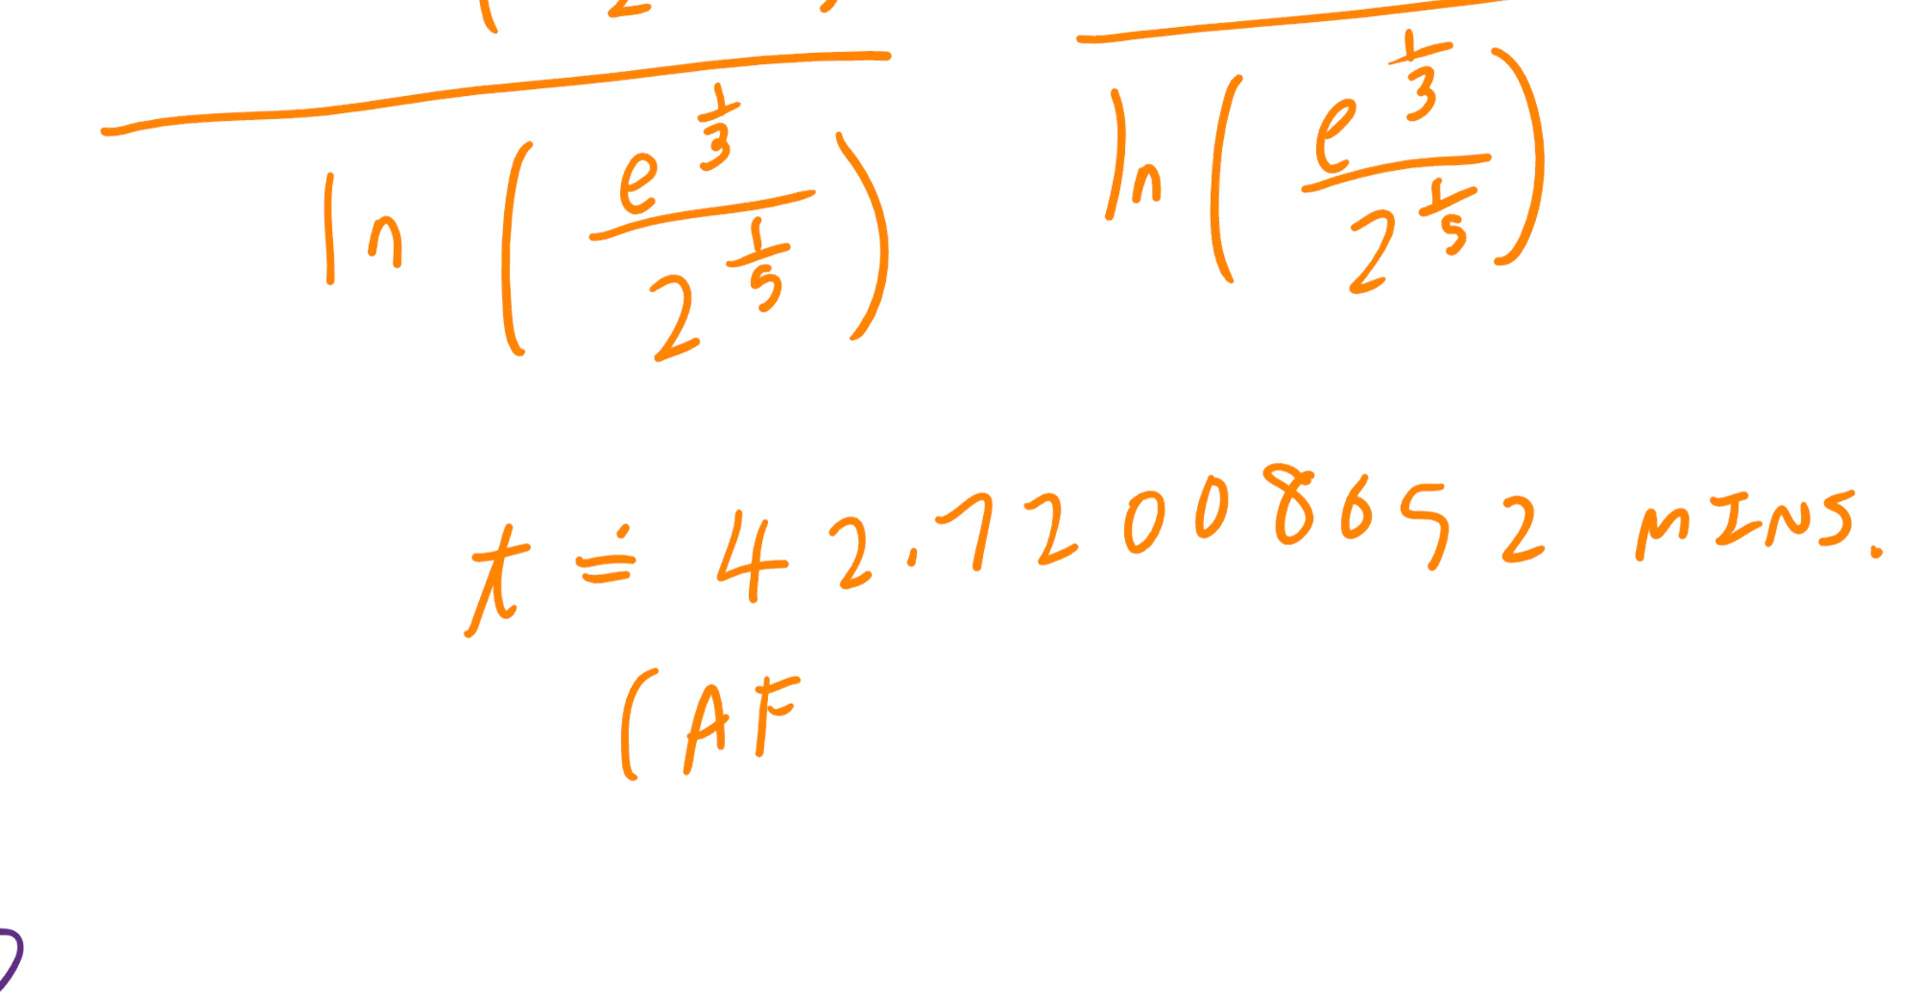 ln ( e^(1/3) / 2^(1/5) ) ln ( e^(1/3) / 2^(1/5) )
t ≐ 42.72008652 mins.
(AF